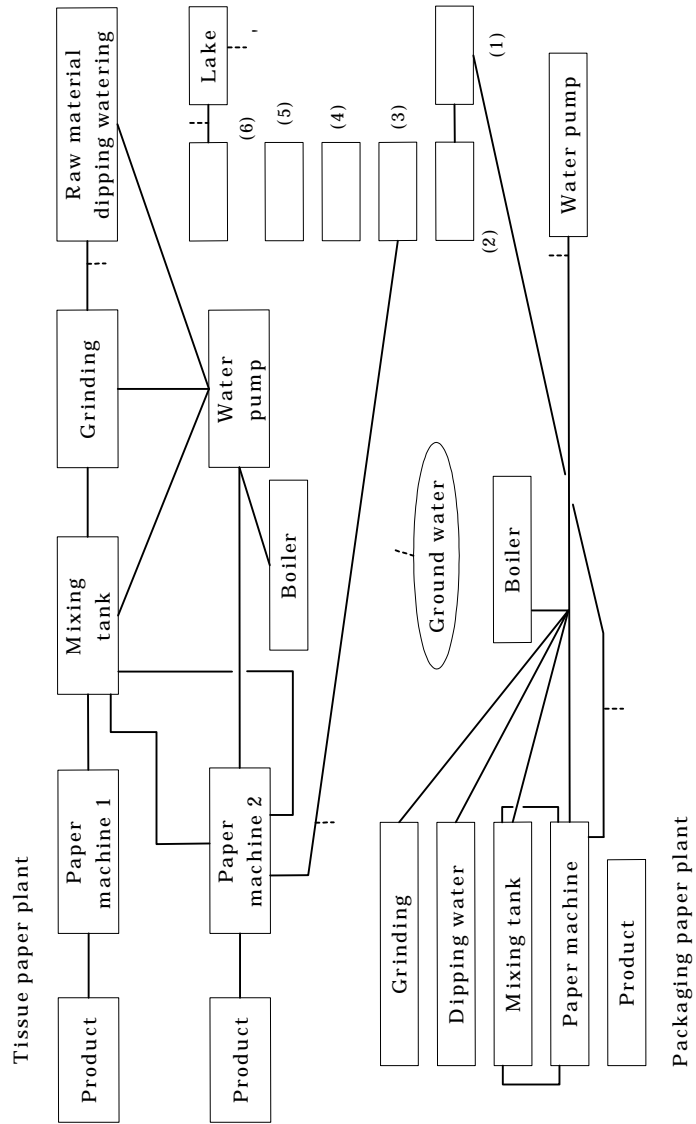 Tissue paper plant
Product
Paper
machine 1
Mixing
tank
Grinding
Raw material
dipping watering
Product
Paper
machine 2
Water
pump
Lake
Boiler
(6)
(5)
(4)
(3)
(2)
(1)
Ground water
Grinding
Dipping water
Mixing tank
Paper machine
Product
Boiler
Water pump
Packaging paper plant